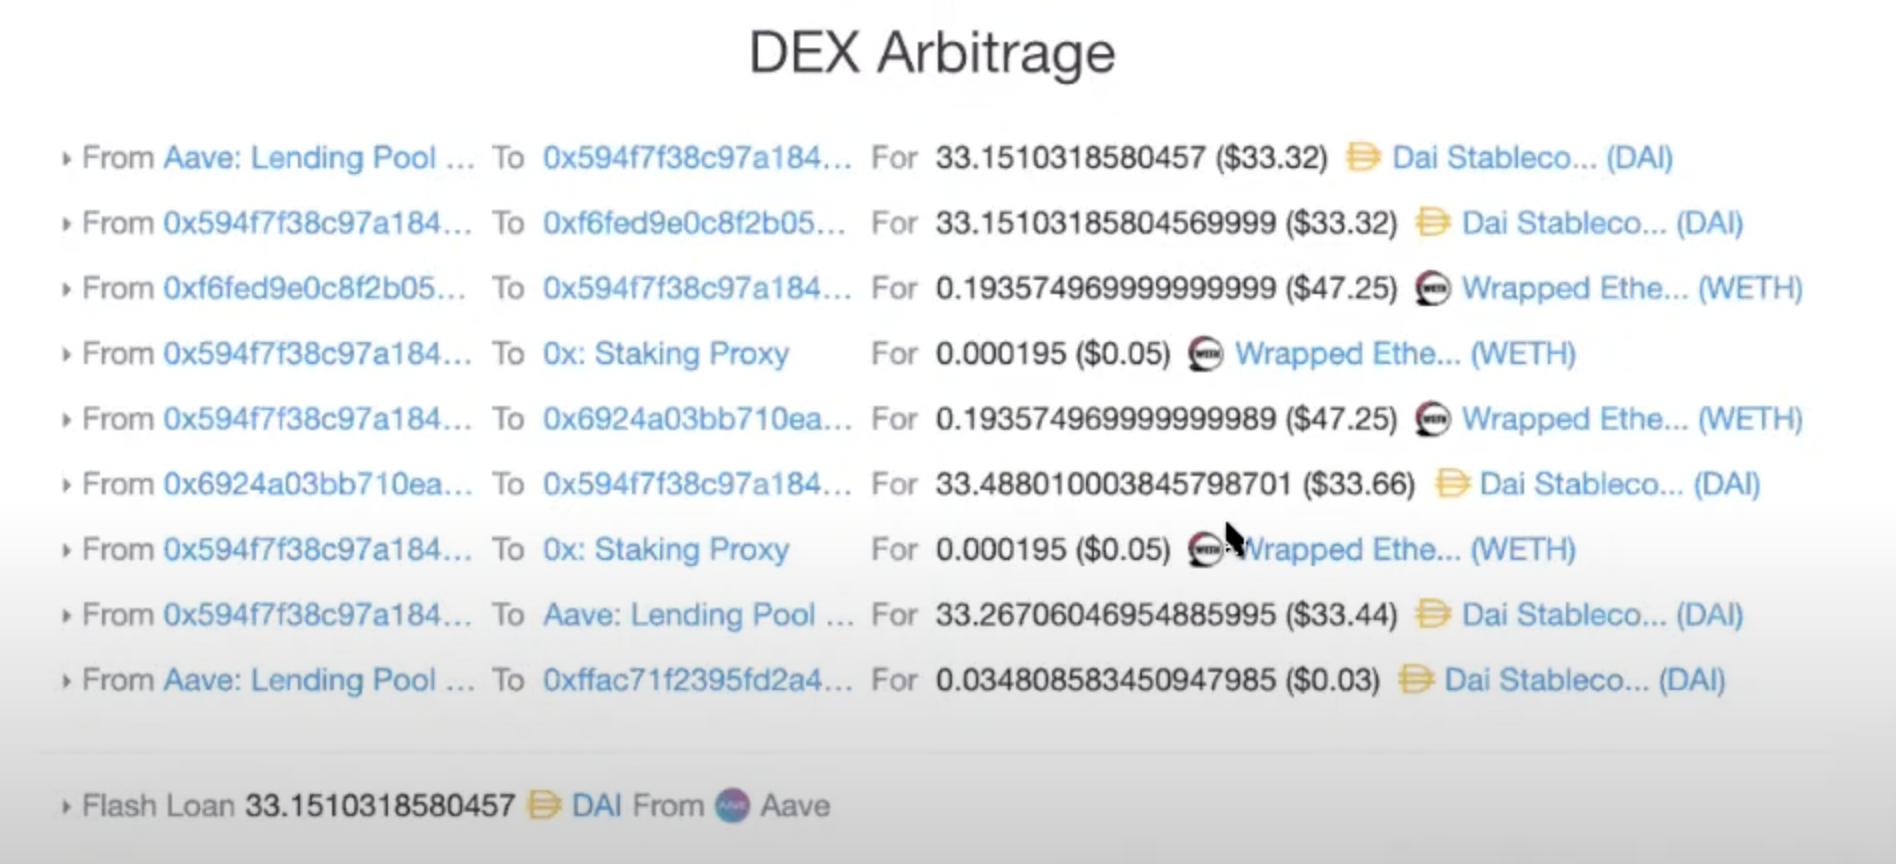 DEX Arbitrage
From Aave: Lending Pool ... To 0x594f7f38c97a184... For 33.1510318580457 ($33.32) Dai Stableco... (DAI)
From 0x594f7f38c97a184... To 0xf6fed9e0c8f2b05... For 33.15103185804569999 ($33.32) Dai Stableco... (DAI)
From 0xf6fed9e0c8f2b05... To 0x594f7f38c97a184... For 0.193574969999999999 ($47.25) Wrapped Ethe... (WETH)
From 0x594f7f38c97a184... To 0x: Staking Proxy For 0.000195 ($0.05) Wrapped Ethe... (WETH)
From 0x594f7f38c97a184... To 0x6924a03bb710ea... For 0.193574969999999989 ($47.25) Wrapped Ethe... (WETH)
From 0x6924a03bb710ea... To 0x594f7f38c97a184... For 33.488010003845798701 ($33.66) Dai Stableco... (DAI)
From 0x594f7f38c97a184... To 0x: Staking Proxy For 0.000195 ($0.05) Wrapped Ethe... (WETH)
From 0x594f7f38c97a184... To Aave: Lending Pool ... For 33.26706046954885995 ($33.44) Dai Stableco... (DAI)
From Aave: Lending Pool ... To 0xffac71f2395fd2a4... For 0.034808583450947985 ($0.03) Dai Stableco... (DAI)
Flash Loan 33.1510318580457 DAI From Aave